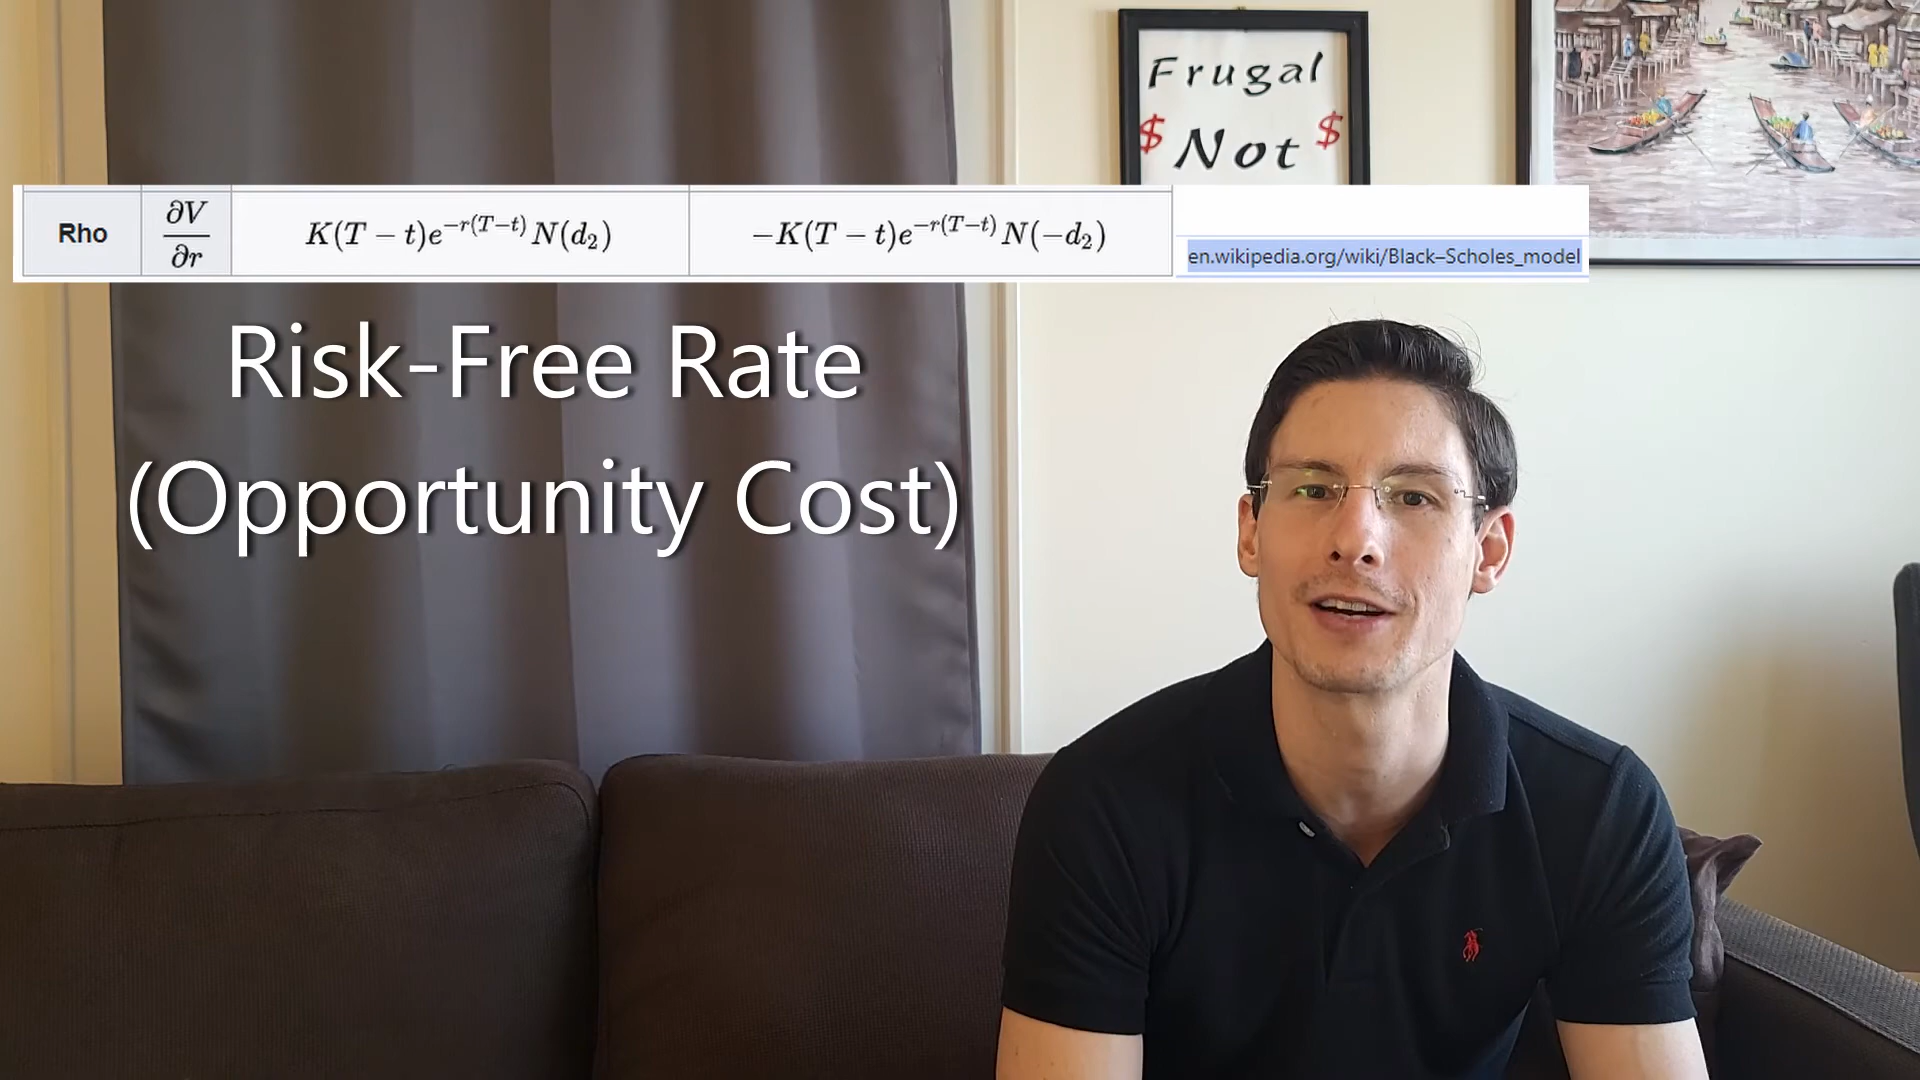 Frugal
$ Not $
Rho ∂V/∂r K(T − t)e^{−r(T−t)} N(d₂) −K(T − t)e^{−r(T−t)} N(−d₂)
en.wikipedia.org/wiki/Black–Scholes_model
Risk-Free Rate
(Opportunity Cost)